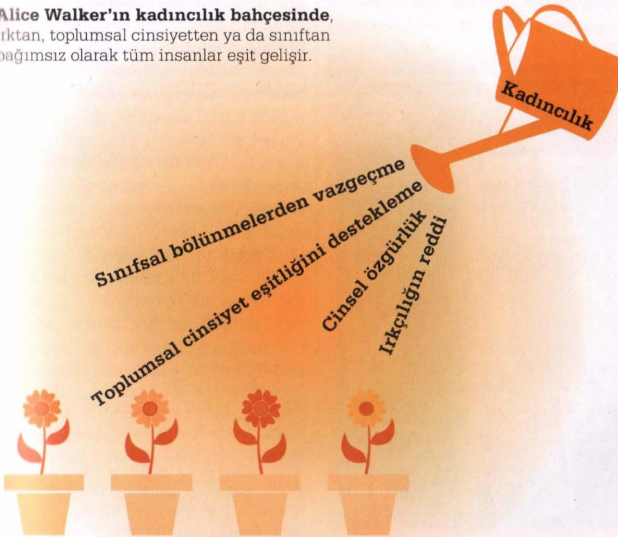 Alice Walker'ın kadıncılık bahçesinde,
ırktan, toplumsal cinsiyetten ya da sınıftan
bağımsız olarak tüm insanlar eşit gelişir.
Kadıncılık
Sınıfsal bölünmelerden vazgeçme
Toplumsal cinsiyet eşitliğini destekleme
Cinsel özgürlük
Irkçılığın reddi